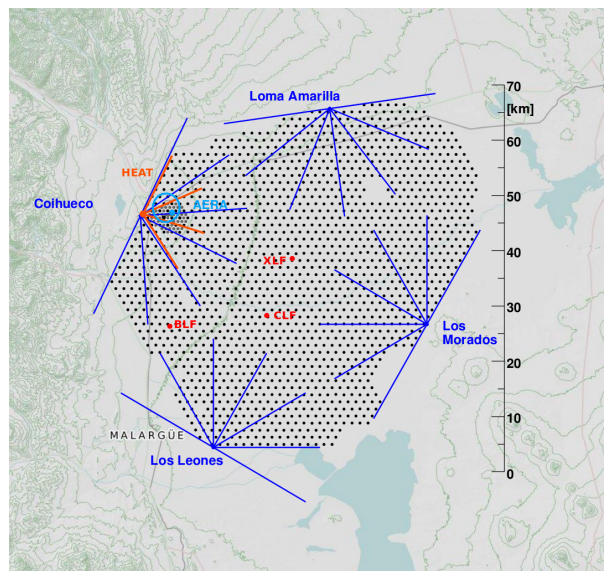 70
[km]
Loma Amarilla
60
HEAT
50
Coihueco
AERA
40
XLF
30
BLF
CLF
Los
Morados
20
10
MALARGÜE
Los Leones
0